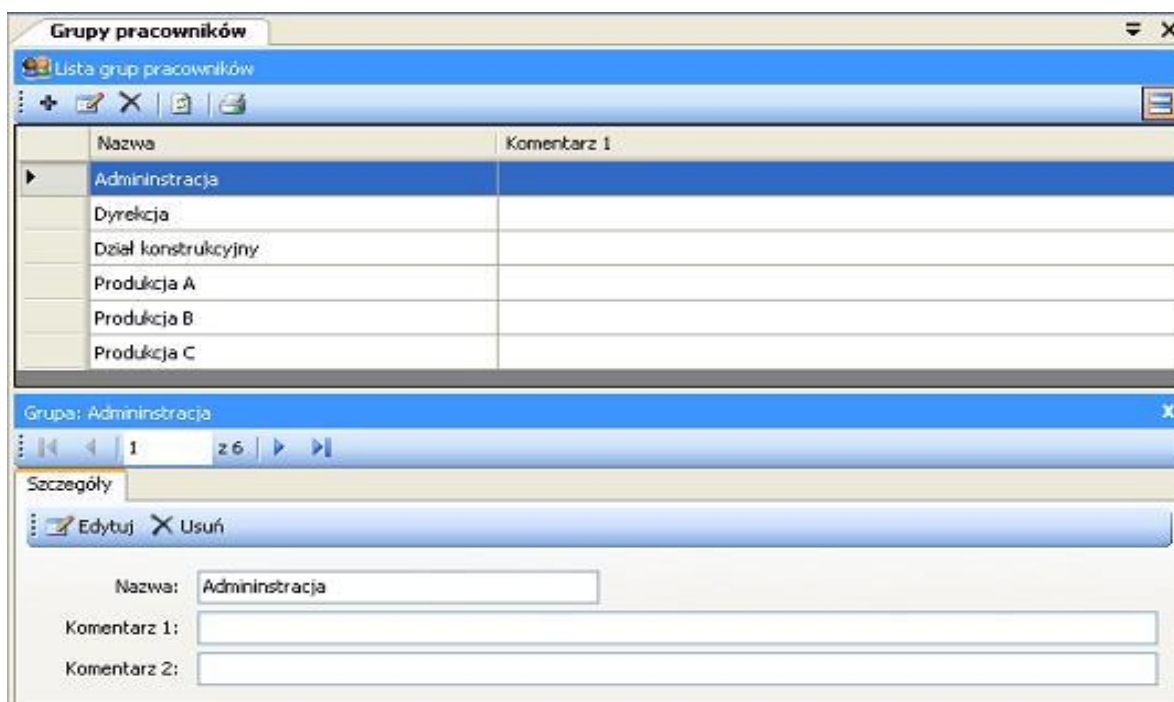 Grupy pracowników
Lista grup pracowników
Nazwa Komentarz 1
Admininstracja
Dyrekcja
Dział konstrukcyjny
Produkcja A
Produkcja B
Produkcja C
Grupa: Admininstracja
1 z 6
Szczegóły
Edytuj Usuń
Nazwa: Admininstracja
Komentarz 1:
Komentarz 2: